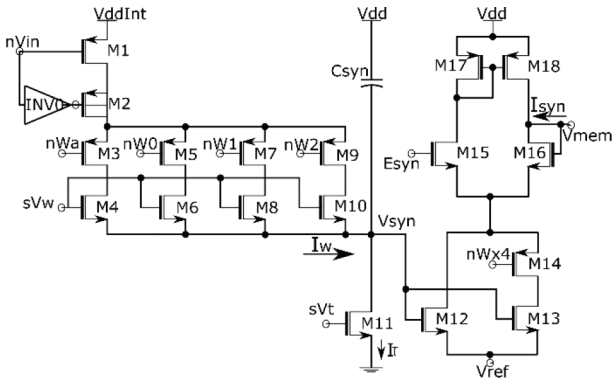 VddInt
Vdd
Vdd
nVin
M1
M17
M18
Csyn
INV0
M2
Isyn
Vmem
nWa
M3
nW0
M5
nW1
M7
nW2
M9
Esyn
M15
M16
sVw
M4
M6
M8
M10
Vsyn
Iw
nWx4
M14
sVt
M11
M12
M13
Iτ
Vref